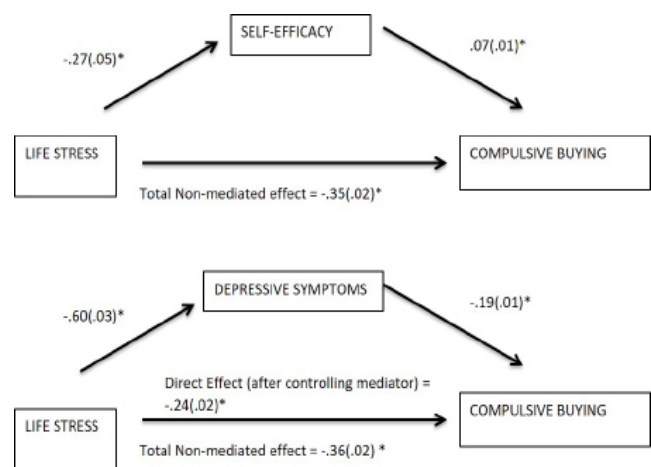 SELF-EFFICACY
-.27(.05)*
.07(.01)*
LIFE STRESS
COMPULSIVE BUYING
Total Non-mediated effect = -.35(.02)*
DEPRESSIVE SYMPTOMS
-.60(.03)*
-.19(.01)*
Direct Effect (after controlling mediator) =
-.24(.02)*
LIFE STRESS
COMPULSIVE BUYING
Total Non-mediated effect = -.36(.02) *